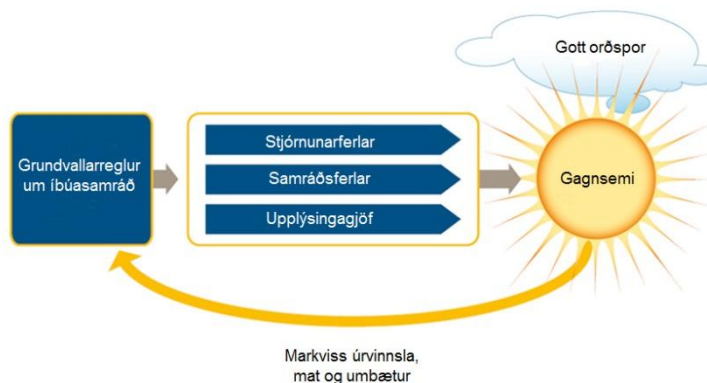 Gott orðspor
Grundvallarreglur
um íbúasamráð
Stjórnunarferlar
Samráðsferlar
Upplýsingagjöf
Gagnsemi
Markviss úrvinnsla,
mat og umbætur